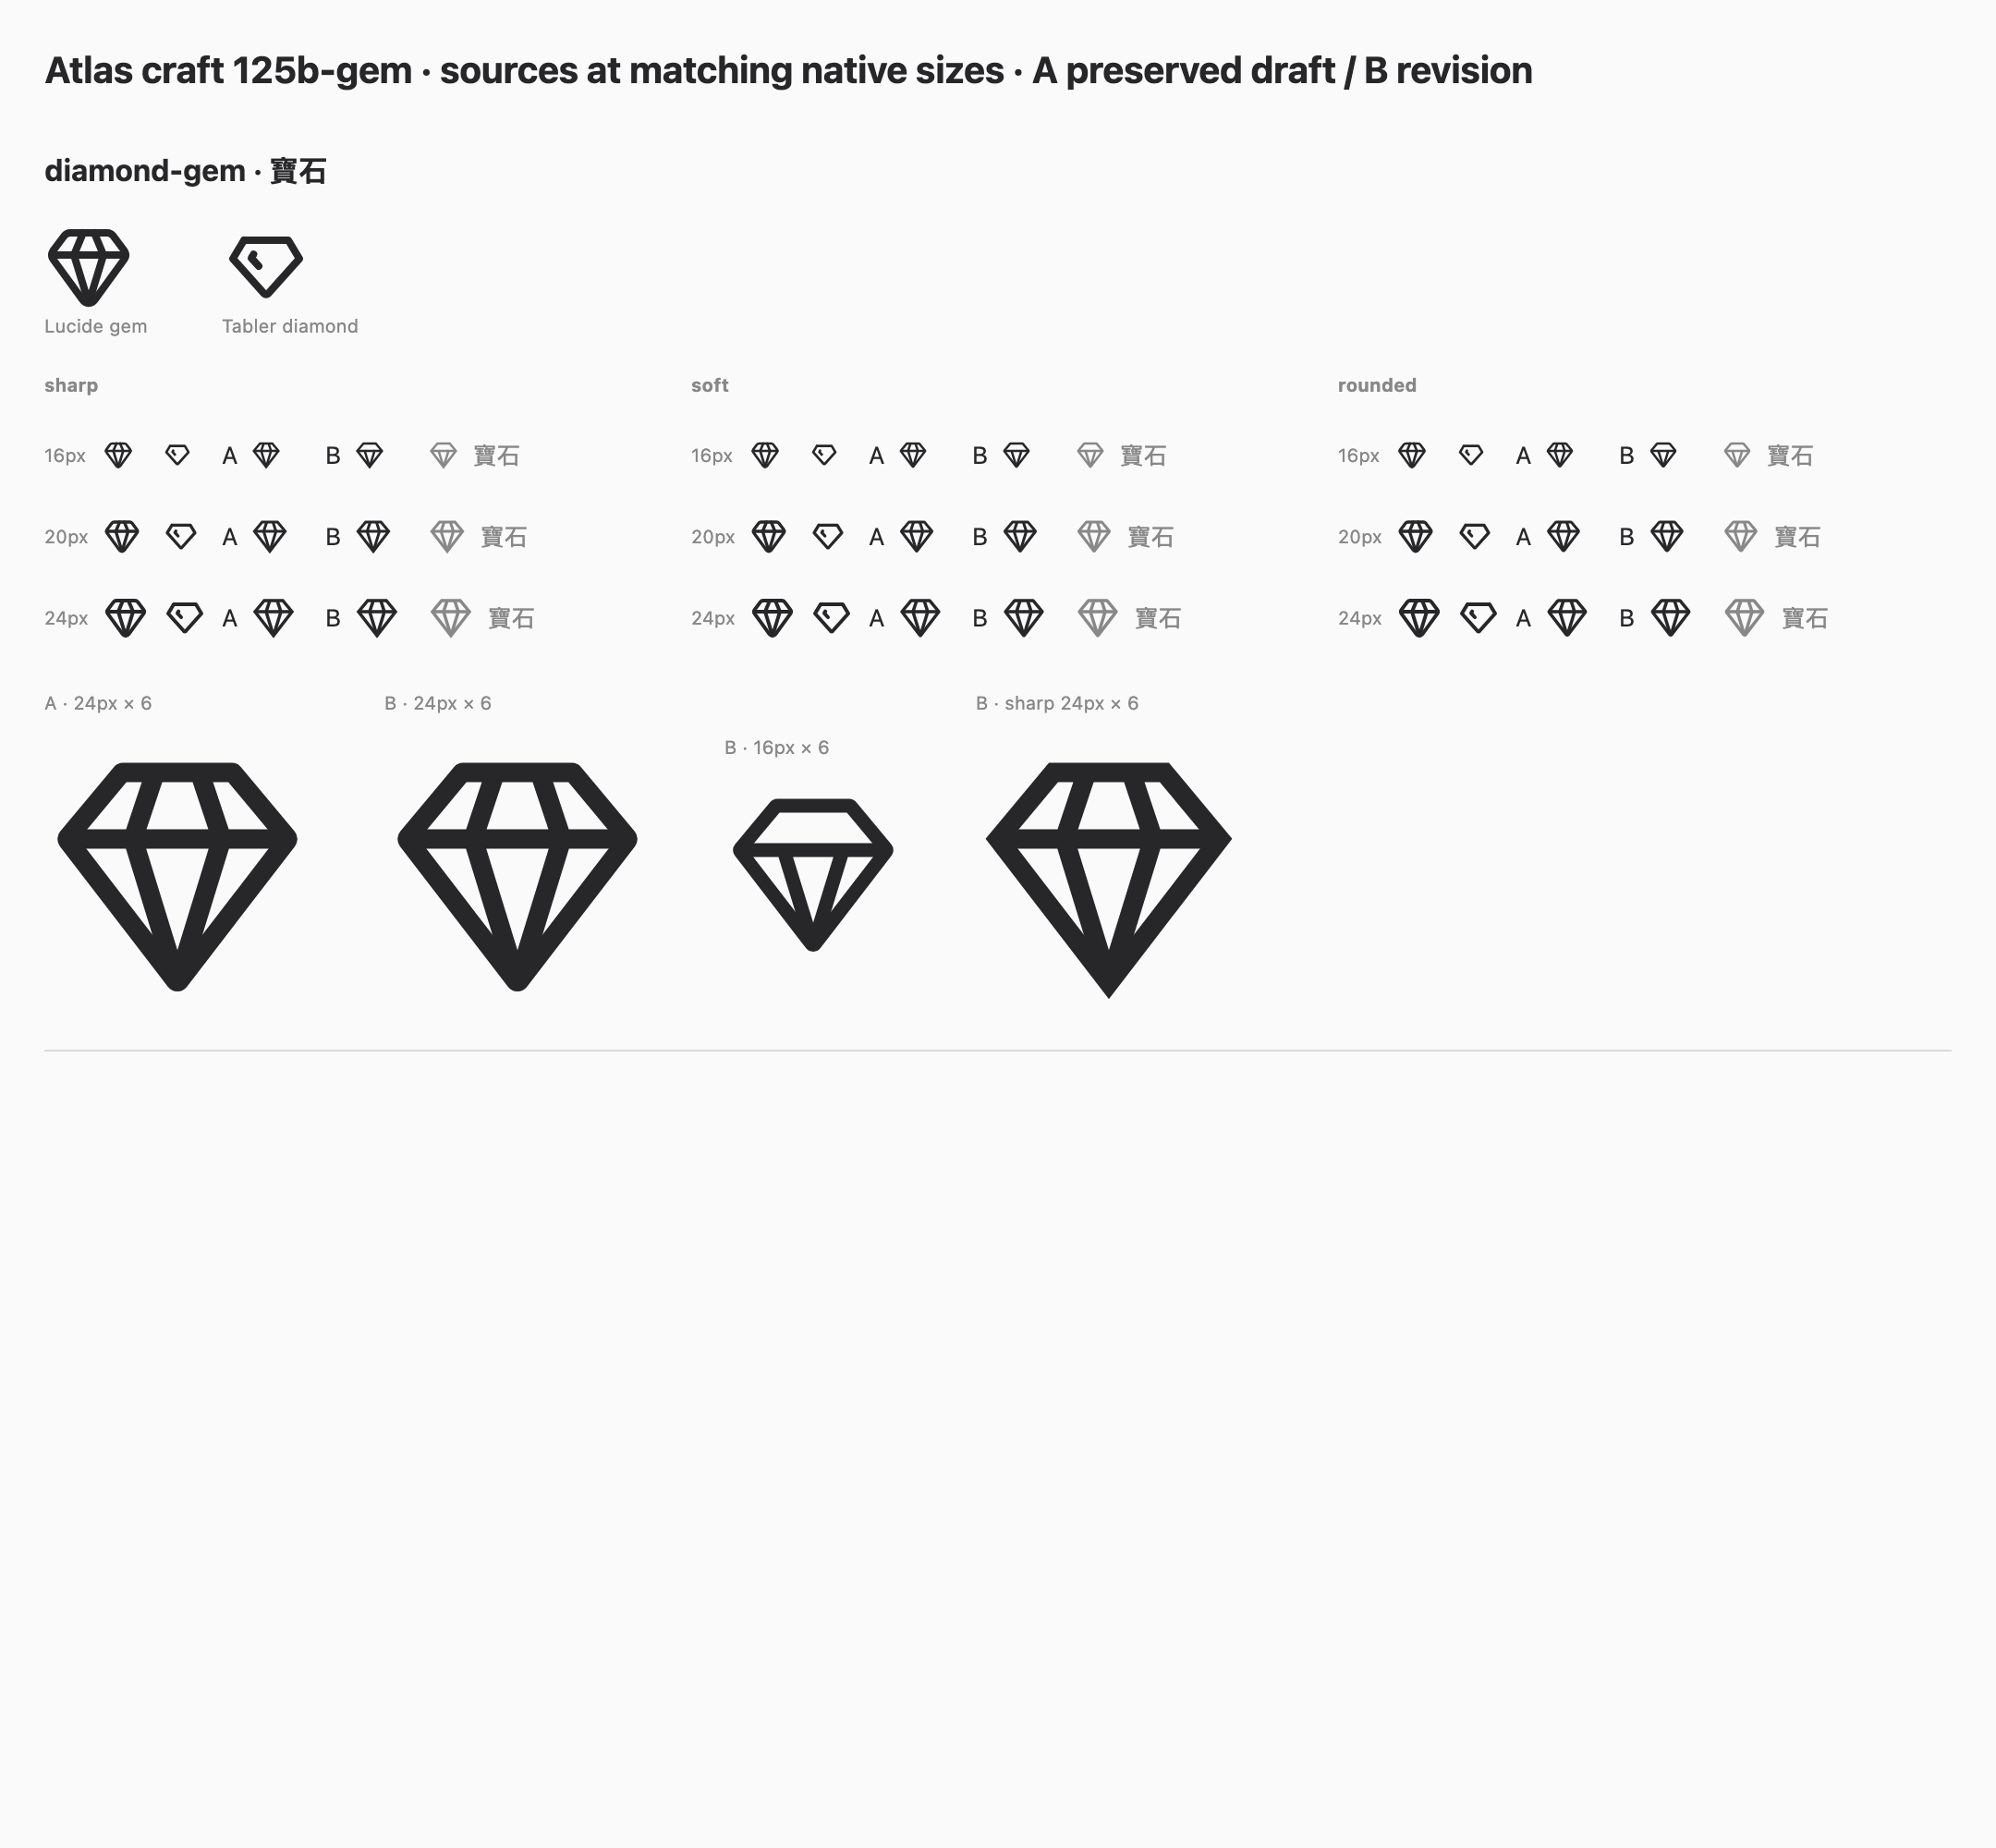 Atlas craft 125b-gem · sources at matching native sizes · A preserved draft / B revision
diamond-gem · 寶石
Lucide gem
Tabler diamond
sharp
soft
rounded
16px A B 寶石
16px A B 寶石
16px A B 寶石
20px A B 寶石
20px A B 寶石
20px A B 寶石
24px A B 寶石
24px A B 寶石
24px A B 寶石
A · 24px × 6
B · 24px × 6
B · 16px × 6
B · sharp 24px × 6